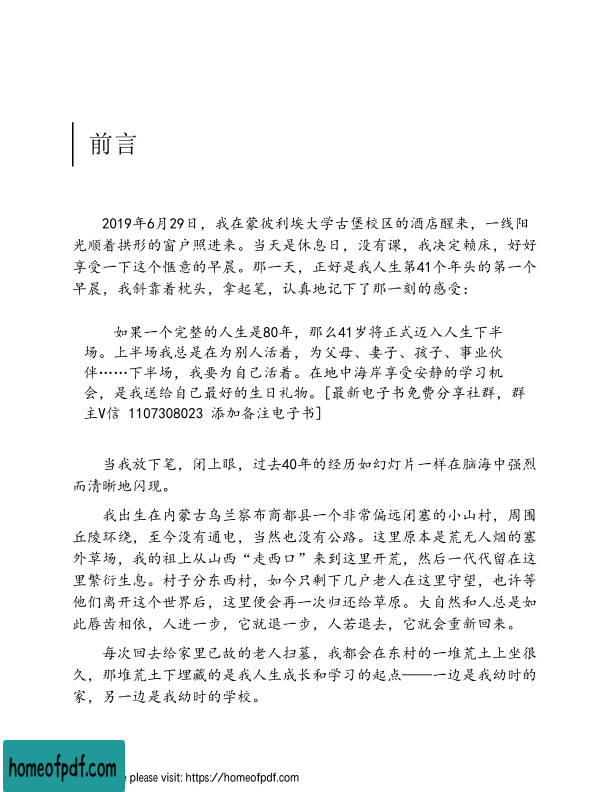 前言
2019年6月29日，我在蒙彼利埃大学古堡校区的酒店醒来，一线阳
光顺着拱形的窗户照进来。当天是休息日，没有课，我决定赖床，好好
享受一下这个惬意的早晨。那一天，正好是我人生第41个年头的第一个
早晨，我斜靠着枕头，拿起笔，认真地记下了那一刻的感受：
如果一个完整的人生是80年，那么41岁将正式迈入人生下半
场。上半场我总是在为别人活着，为父母、妻子、孩子、事业伙
伴……下半场，我要为自己活着。在地中海岸享受安静的学习机
会，是我送给自己最好的生日礼物。[最新电子书免费分享社群，群
主V信 1107308023 添加备注电子书]
当我放下笔，闭上眼，过去40年的经历如幻灯片一样在脑海中强烈
而清晰地闪现。
我出生在内蒙古乌兰察布商都县一个非常偏远闭塞的小山村，周围
丘陵环绕，至今没有通电，当然也没有公路。这里原本是荒无人烟的塞
外草场，我的祖上从山西“走西口”来到这里开荒，然后一代代留在这
里繁衍生息。村子分东西村，如今只剩下几户老人在这里守望，也许等
他们离开这个世界后，这里便会再一次归还给草原。大自然和人总是如
此唇齿相依，人进一步，它就退一步，人若退去，它就会重新回来。
每次回去给家里已故的老人扫墓，我都会在东村的一堆荒土上坐很
久，那堆荒土下埋藏的是我人生成长和学习的起点——一边是我幼时的
家，另一边是我幼时的学校。
homeofpdf.com
e please visit: https://homeofpdf.com